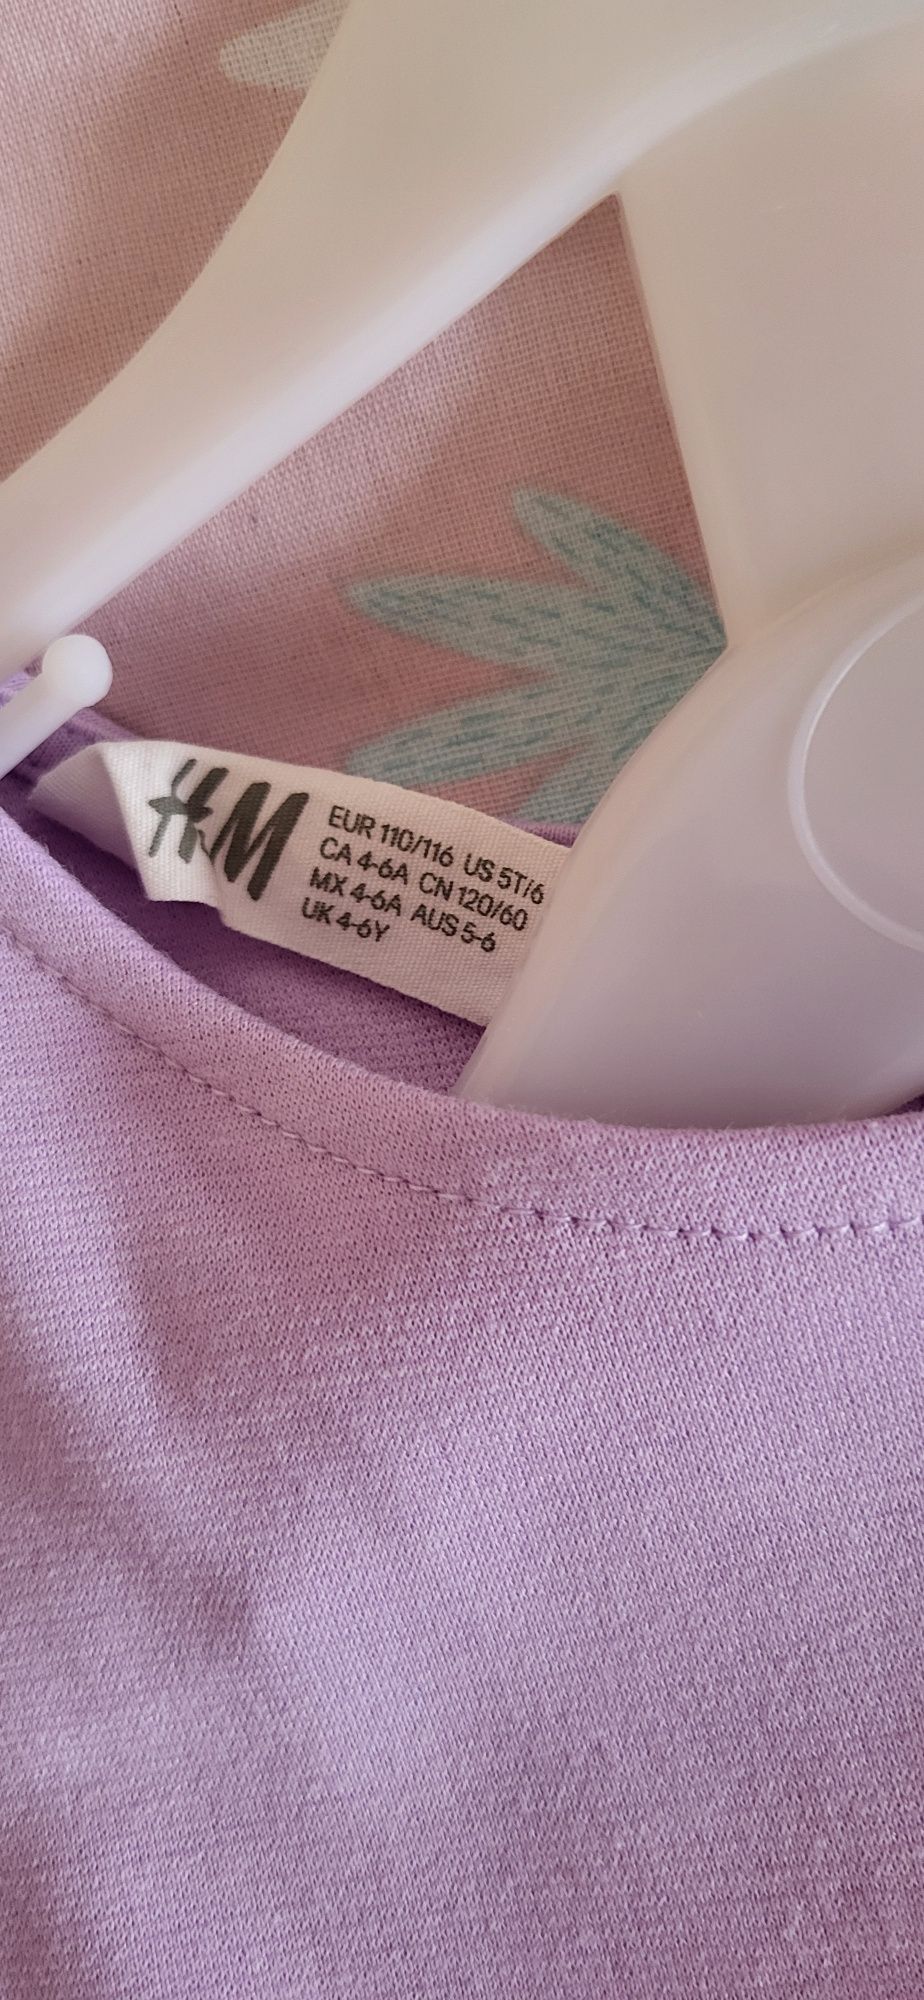 H&M
EUR 110/116 US 5T/6
CA 4-6A CN 120/60
MX 4-6A AUS 5-6
UK 4-6Y